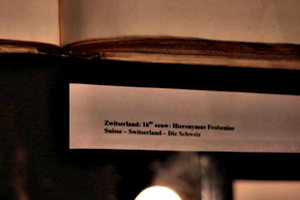 Zwitserland: 16de eeuw: Hieronymus Frobenius
Suisse – Switserland – Die Schweiz